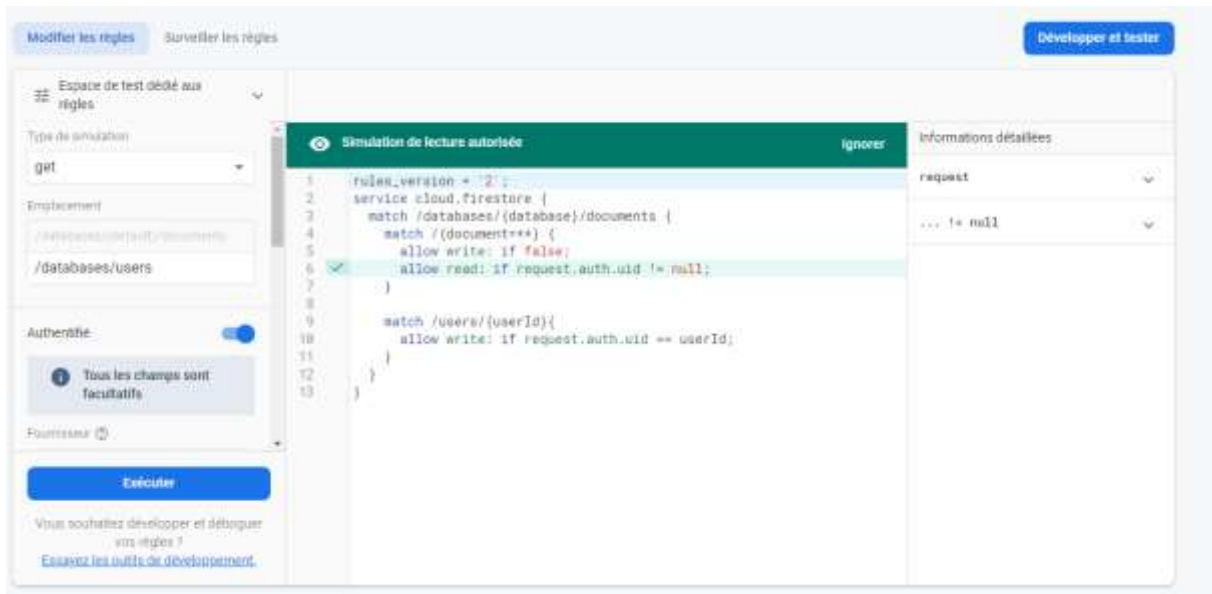 Modifier les règles
Surveiller les règles
Développer et tester
Espace de test dédié aux
règles
Type de simulation
get
Emplacement
/databases/(default)/documents
/databases/users
Authentifié
Tous les champs sont
facultatifs
Fournisseur
Exécuter
Vous souhaitez développer et déboguer
vos règles ?
Essayez les outils de développement.
Simulation de lecture autorisée
Ignorer
1 rules_version = '2';
2 service cloud.firestore {
3 match /databases/{database}/documents {
4 match /{document=**} {
5 allow write: if false;
6 allow read: if request.auth.uid != null;
7 }
8
9 match /users/{userId}{
10 allow write: if request.auth.uid == userId;
11 }
12 }
13 }
Informations détaillées
request
... != null